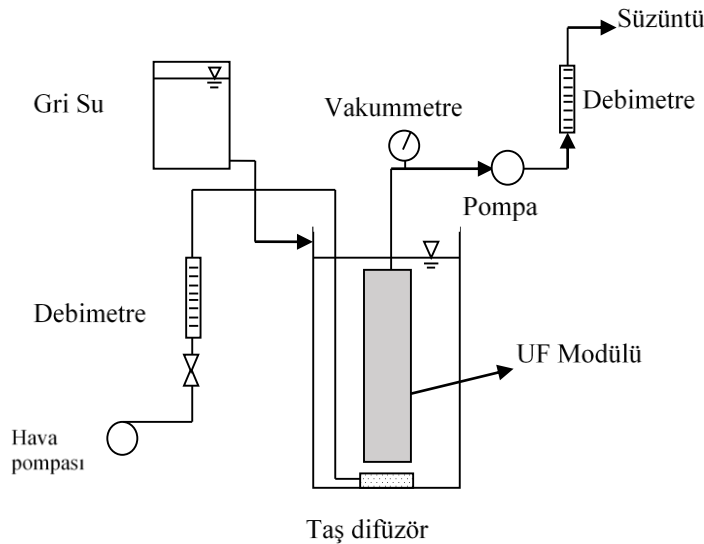 Süzüntü
Gri Su
Vakummetre
Debimetre
Pompa
Debimetre
UF Modülü
Hava
pompası
Taş difüzör